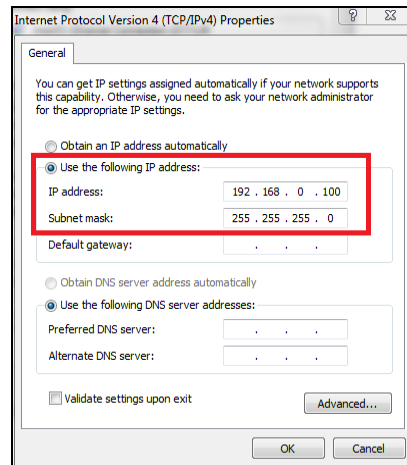 Internet Protocol Version 4 (TCP/IPv4) Properties
General
You can get IP settings assigned automatically if your network supports
this capability. Otherwise, you need to ask your network administrator
for the appropriate IP settings.
Obtain an IP address automatically
Use the following IP address:
IP address: 192 . 168 . 0 . 100
Subnet mask: 255 . 255 . 255 . 0
Default gateway: . . .
Obtain DNS server address automatically
Use the following DNS server addresses:
Preferred DNS server: . . .
Alternate DNS server: . . .
Validate settings upon exit
Advanced...
OK Cancel